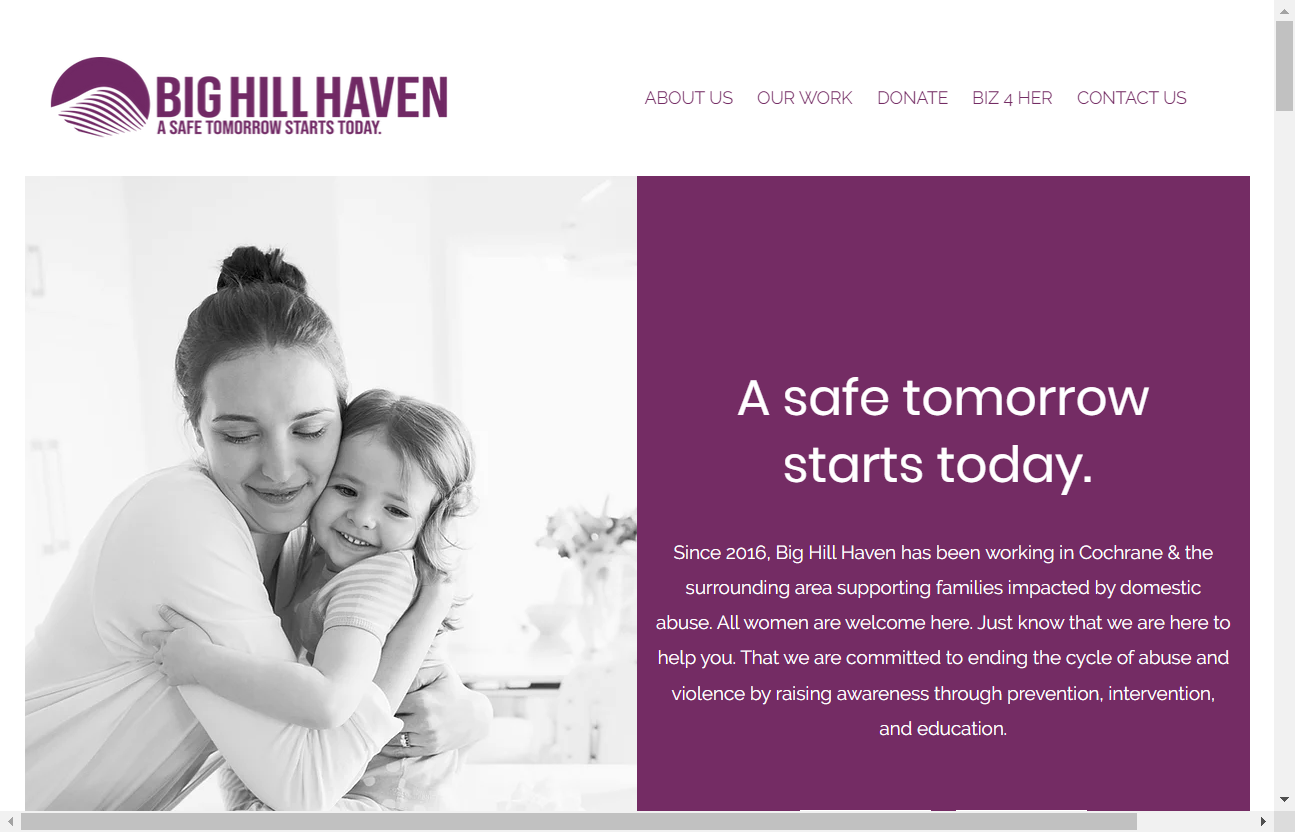 BIG HILL HAVEN
A SAFE TOMORROW STARTS TODAY.
ABOUT US OUR WORK DONATE BIZ 4 HER CONTACT US
A safe tomorrow
starts today.
Since 2016, Big Hill Haven has been working in Cochrane & the
surrounding area supporting families impacted by domestic
abuse. All women are welcome here. Just know that we are here to
help you. That we are committed to ending the cycle of abuse and
violence by raising awareness through prevention, intervention,
and education.